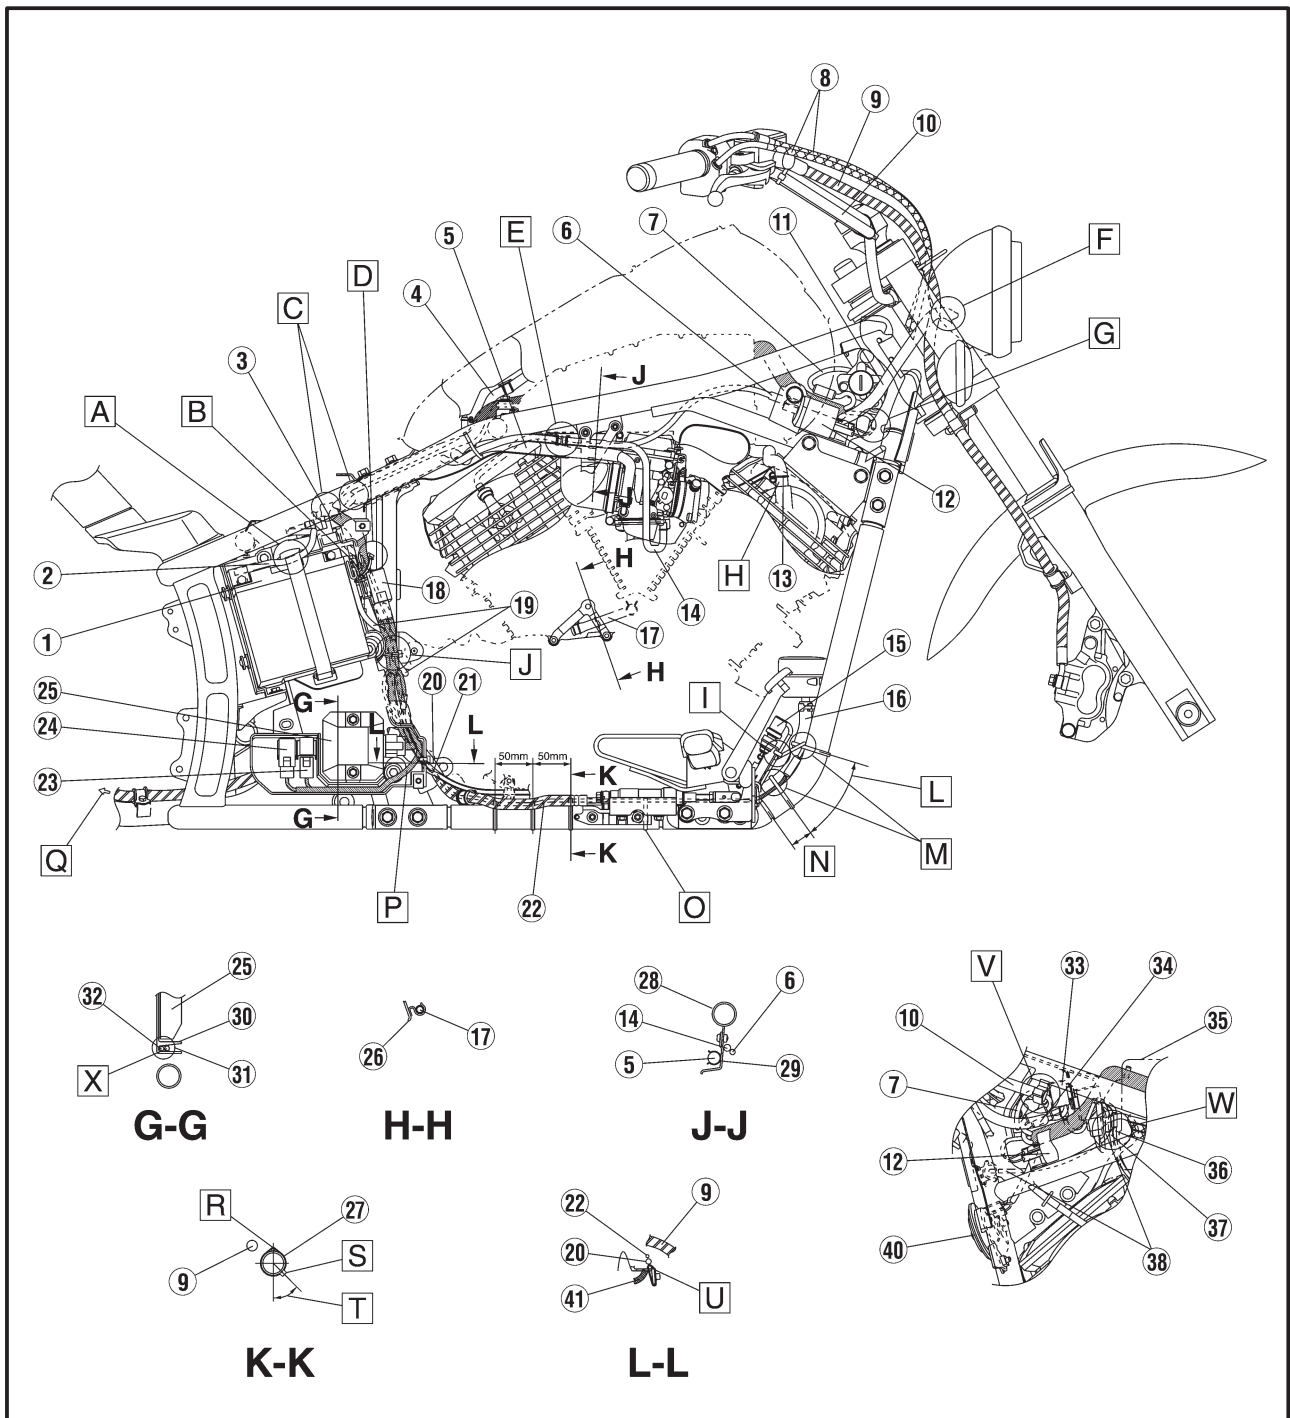 8
9
10
11
7
6
E
5
D
4
C
3
B
A
F
G
J
2
1
18
19
H
H
13
14
12
17
H
J
20
21
15
16
I
25
24
23
G
L
L
50mm 50mm
K
L
M
N
G
K
Q
P
22
O
25
32
30
31
X
G-G
26
17
H-H
28
6
14
5
29
J-J
V
33
34
10
35
7
W
12
36
37
38
40
R
27
9
S
T
K-K
22
9
20
41
U
L-L